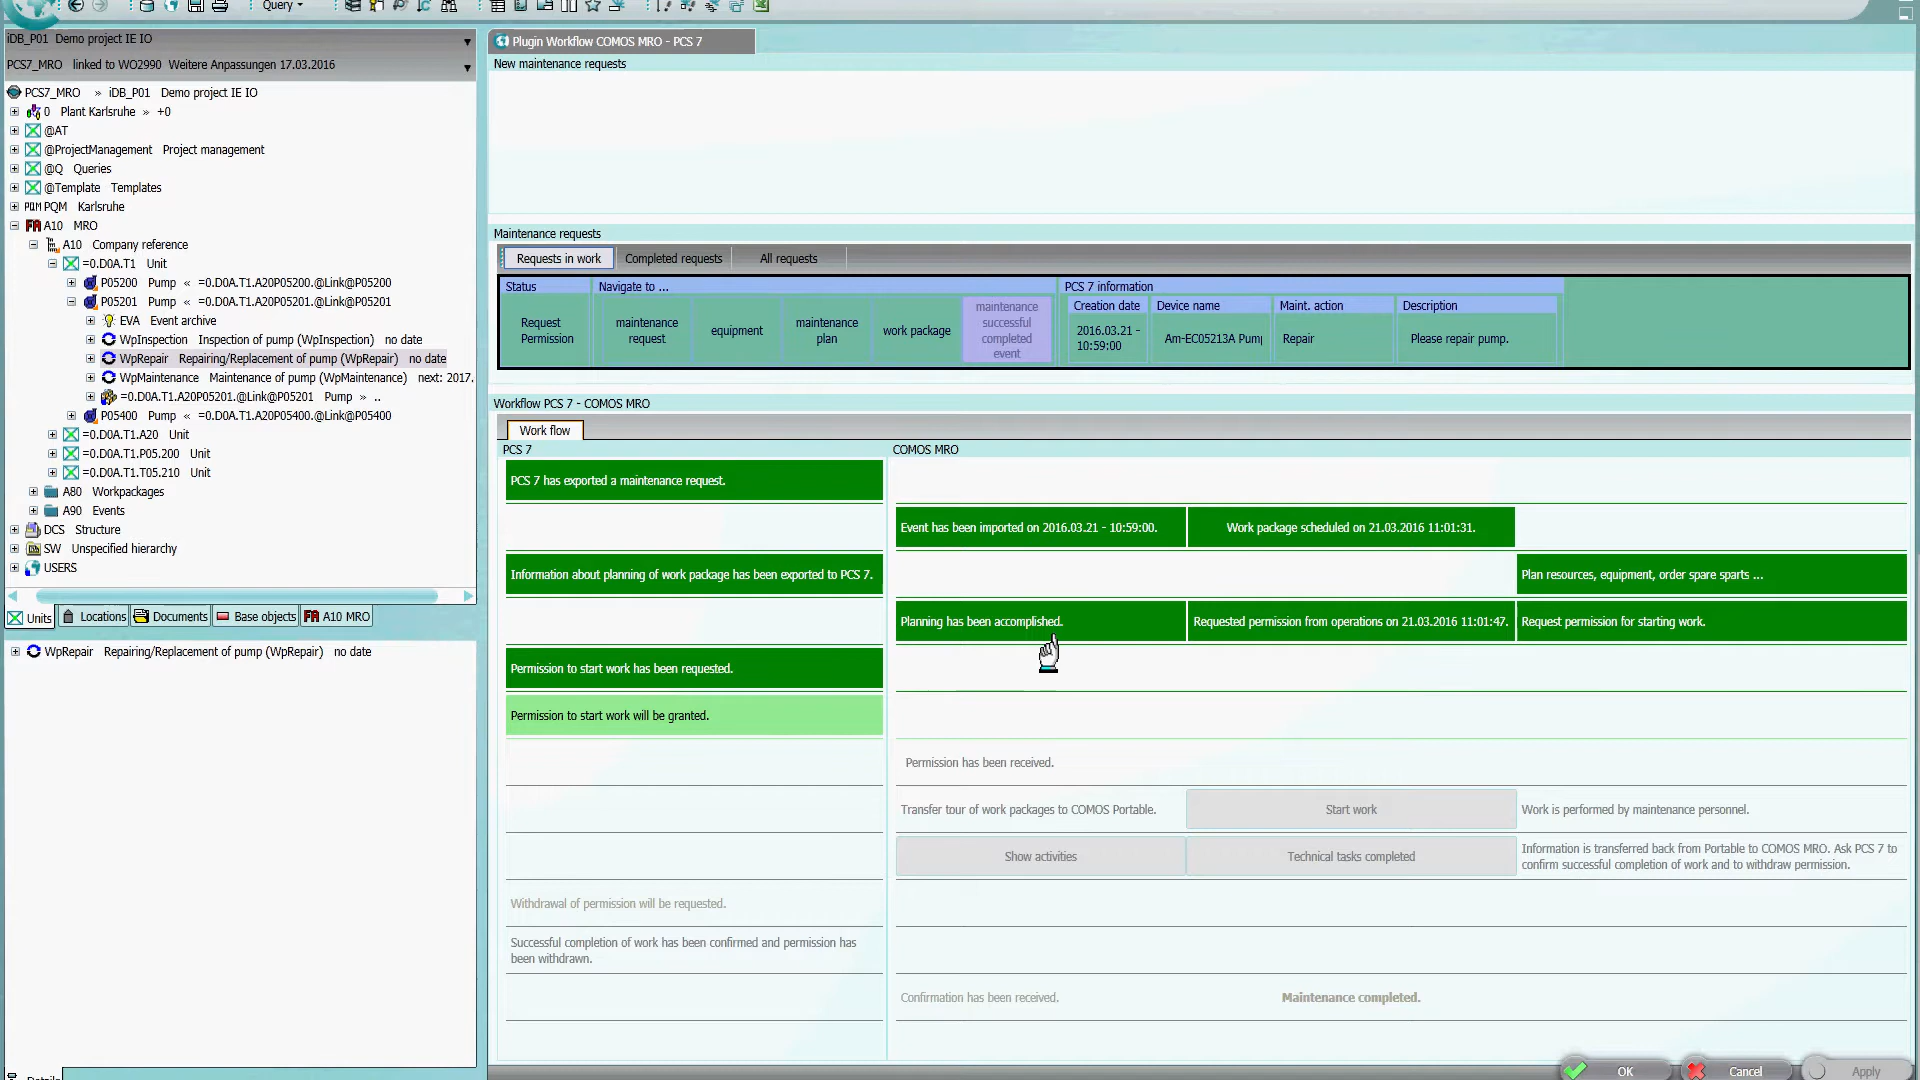 Query
iDB_P01 Demo project IE IO
PCS7_MRO linked to WO2990 Weitere Anpassungen 17.03.2016
PCS7_MRO » iDB_P01 Demo project IE IO
0 Plant Karlsruhe » +0
@AT
@ProjectManagement Project management
@Q Queries
@Template Templates
PQM PQM Karlsruhe
FA A10 MRO
A10 Company reference
=0.D0A.T1 Unit
P05200 Pump « =0.D0A.T1.A20P05200.@Link@P05200
P05201 Pump « =0.D0A.T1.A20P05201.@Link@P05201
EVA Event archive
WpInspection Inspection of pump (WpInspection) no date
WpRepair Repairing/Replacement of pump (WpRepair) no date
WpMaintenance Maintenance of pump (WpMaintenance) next: 2017.
=0.D0A.T1.A20P05201.@Link@P05201 Pump » ..
P05400 Pump « =0.D0A.T1.A20P05400.@Link@P05400
=0.D0A.T1.A20 Unit
=0.D0A.T1.P05.200 Unit
=0.D0A.T1.T05.210 Unit
A80 Workpackages
A90 Events
DCS Structure
SW Unspecified hierarchy
USERS
Units Locations Documents Base objects FA A10 MRO
WpRepair Repairing/Replacement of pump (WpRepair) no date
Plugin Workflow COMOS MRO - PCS 7
New maintenance requests
Maintenance requests
Requests in work Completed requests All requests
Status Navigate to ... PCS 7 information
Creation date Device name Maint. action Description
Request Permission
maintenance request
equipment
maintenance plan
work package
maintenance successful completed event
2016.03.21 - 10:59:00
Am-EC05213A Pump
Repair
Please repair pump.
Workflow PCS 7 - COMOS MRO
Work flow
PCS 7 COMOS MRO
PCS 7 has exported a maintenance request.
Event has been imported on 2016.03.21 - 10:59:00. Work package scheduled on 21.03.2016 11:01:31.
Information about planning of work package has been exported to PCS 7. Plan resources, equipment, order spare sparts ...
Planning has been accomplished. Requested permission from operations on 21.03.2016 11:01:47. Request permission for starting work.
Permission to start work has been requested.
Permission to start work will be granted.
Permission has been received.
Transfer tour of work packages to COMOS Portable. Start work Work is performed by maintenance personnel.
Show activities Technical tasks completed
Information is transferred back from Portable to COMOS MRO. Ask PCS 7 to
confirm successful completion of work and to withdraw permission.
Withdrawal of permission will be requested.
Successful completion of work has been confirmed and permission has
been withdrawn.
Confirmation has been received. Maintenance completed.
OK Cancel Apply